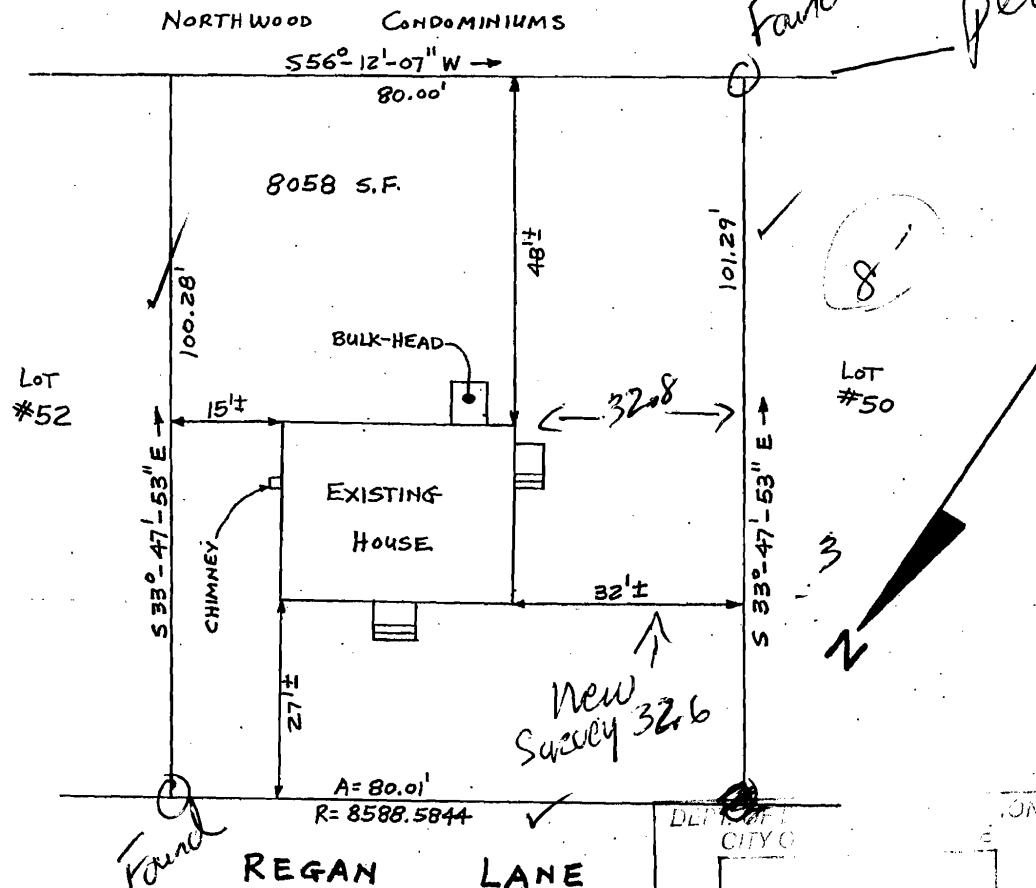 NORTHWOOD CONDOMINIUMS
Found
S56°-12'-07" W
80.00'
8058 S.F.
48'±
101.29'
8'
100.28'
BULK-HEAD
LOT
#52
15'±
32.8
LOT
#50
S 33°-47'-53" E
CHIMNEY
EXISTING
HOUSE
S 33°-47'-53" E
3
32'±
N
27'±
New
Survey 32.6
A= 80.01'
R= 8588.5844
Found
CITY O
REGAN LANE